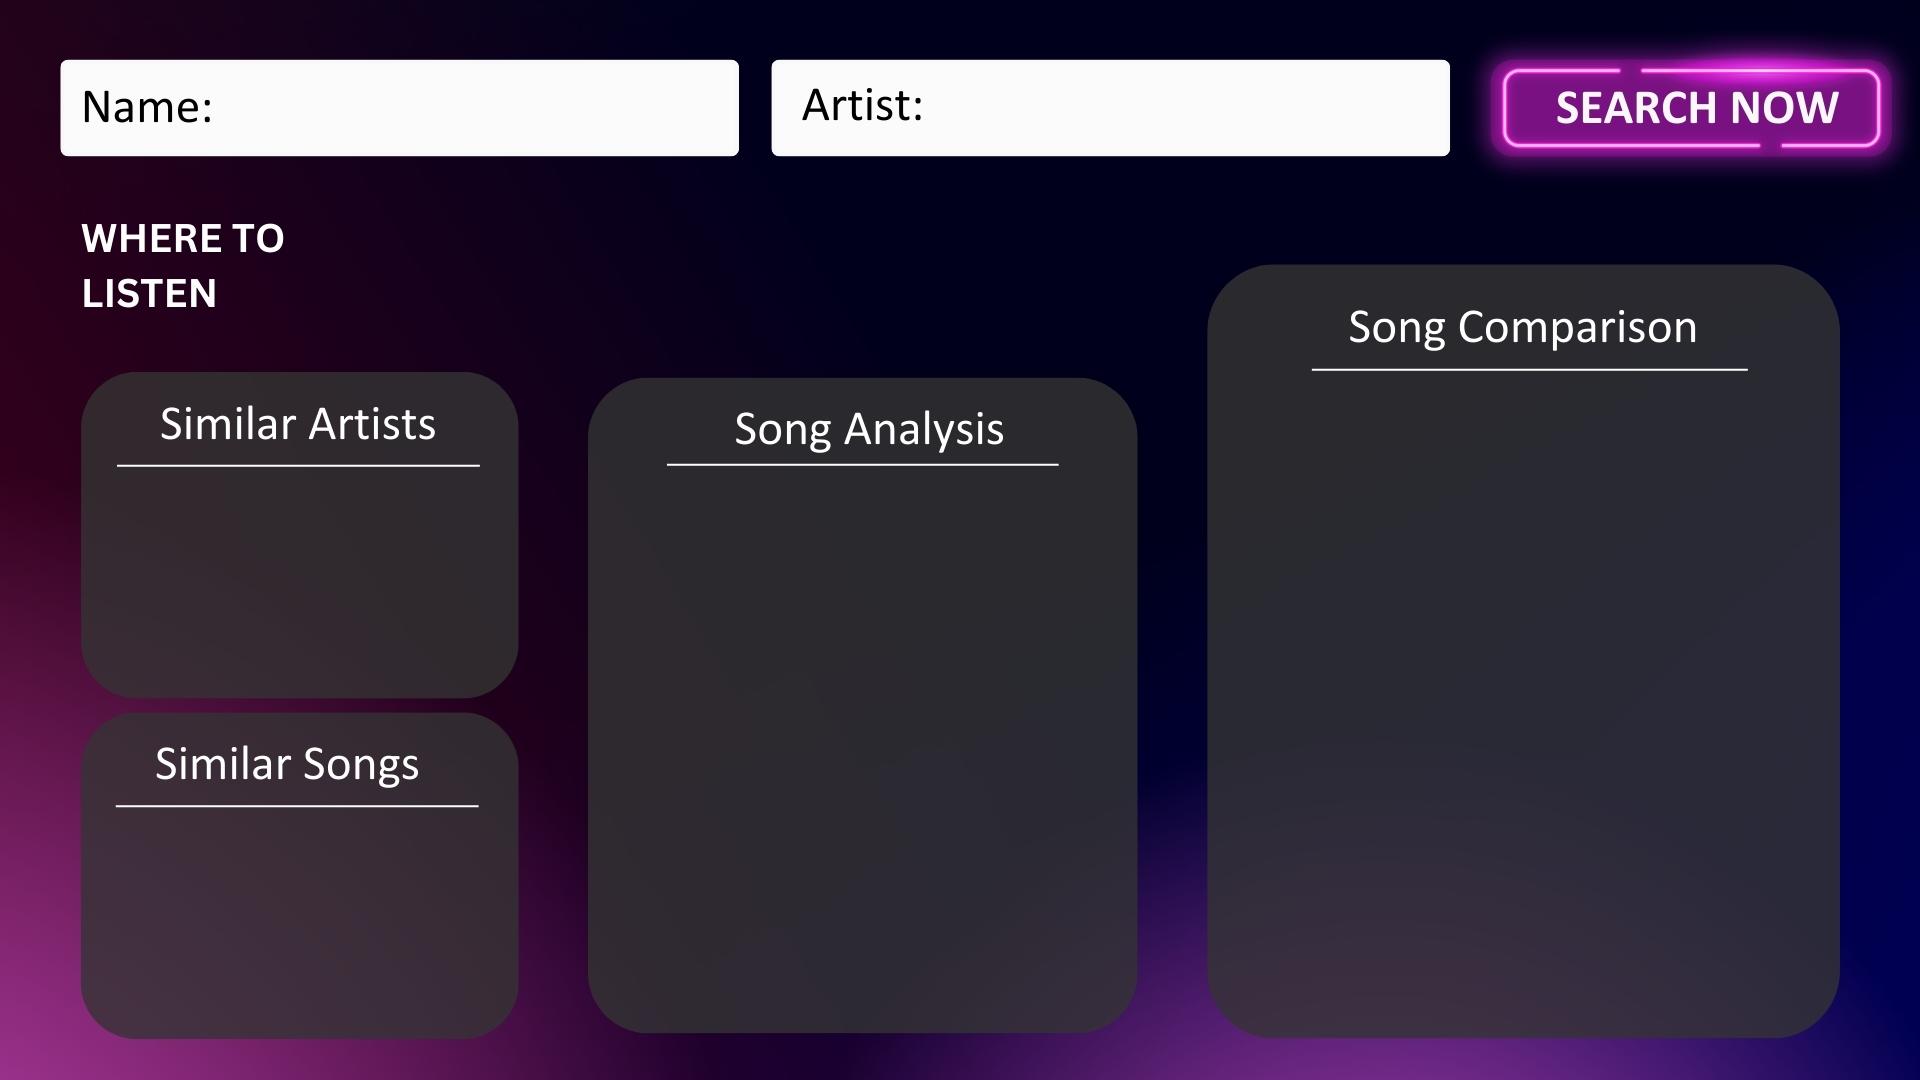 Name:
Artist:
SEARCH NOW
WHERE TO
LISTEN
Song Comparison
Similar Artists
Song Analysis
Similar Songs